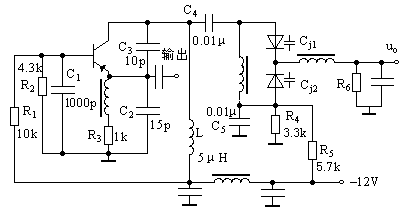 C4
C3
10p
输出
0.01μ
Cj1
uo
4.3k
R2
C1
1000p
Cj2
R6
R1
10k
C2
15p
0.01μ
C5
R4
3.3k
R3
1k
L
5μH
R5
5.7k
−12V